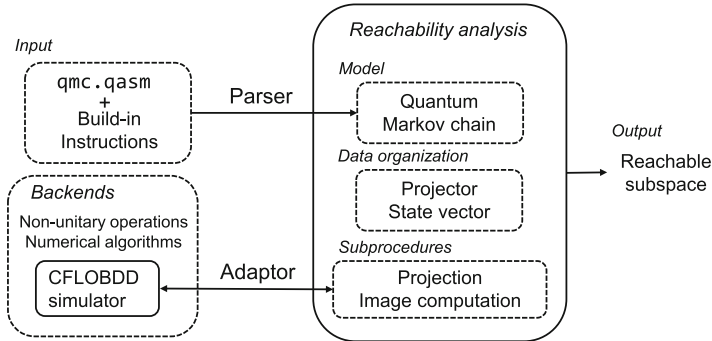 Input
qmc.qasm
+
Build-in
Instructions
Parser
Backends
Non-unitary operations
Numerical algorithms
CFLOBDD
simulator
Adaptor
Reachability analysis
Model
Quantum
Markov chain
Data organization
Projector
State vector
Subprocedures
Projection
Image computation
Output
Reachable
subspace